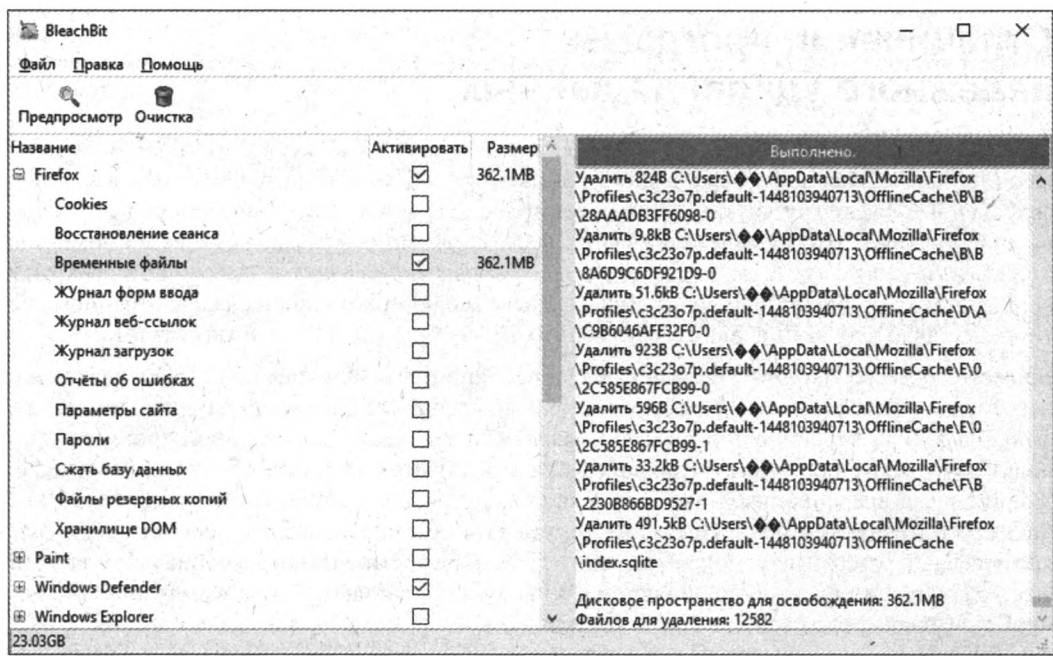 BleachBit
Файл Правка Помощь
Предпросмотр Очистка
Название Активировать Размер
Firefox 362.1MB
Cookies
Восстановление сеанса
Временные файлы 362.1MB
ЖУрнал форм ввода
Журнал веб-ссылок
Журнал загрузок
Отчёты об ошибках
Параметры сайта
Пароли
Сжать базу данных
Файлы резервных копий
Хранилище DOM
Paint
Windows Defender
Windows Explorer
23.03GB
Выполнено.
Удалить 824B C:\Users\��\AppData\Local\Mozilla\Firefox
\Profiles\c3c23o7p.default-1448103940713\OfflineCache\B\B
\28AAADB3FF6098-0
Удалить 9.8kB C:\Users\��\AppData\Local\Mozilla\Firefox
\Profiles\c3c23o7p.default-1448103940713\OfflineCache\B\B
\8A6D9C6DF921D9-0
Удалить 51.6kB C:\Users\��\AppData\Local\Mozilla\Firefox
\Profiles\c3c23o7p.default-1448103940713\OfflineCache\D\A
\C9B6046AFE32F0-0
Удалить 923B C:\Users\��\AppData\Local\Mozilla\Firefox
\Profiles\c3c23o7p.default-1448103940713\OfflineCache\E\0
\2C585E867FCB99-0
Удалить 596B C:\Users\��\AppData\Local\Mozilla\Firefox
\Profiles\c3c23o7p.default-1448103940713\OfflineCache\E\0
\2C585E867FCB99-1
Удалить 33.2kB C:\Users\��\AppData\Local\Mozilla\Firefox
\Profiles\c3c23o7p.default-1448103940713\OfflineCache\F\B
\2230B866BD9527-1
Удалить 491.5kB C:\Users\��\AppData\Local\Mozilla\Firefox
\Profiles\c3c23o7p.default-1448103940713\OfflineCache
\index.sqlite
Дисковое пространство для освобождения: 362.1MB
Файлов для удаления: 12582